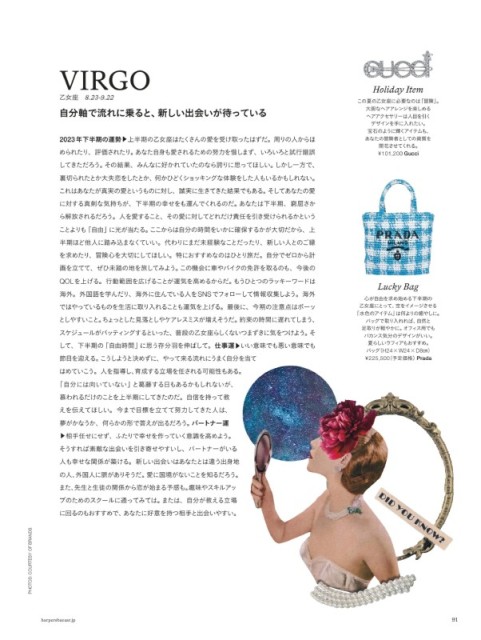 VIRGO
乙女座 8.23-9.22
自分軸で流れに乗ると、新しい出会いが待っている
2023年下半期の運勢▶上半期の乙女座はたくさんの愛を受け取ったはずだ。周りの人からほ
められたり、評価されたり。あなた自身も愛されるための努力を惜しまず、いろいろと試行錯誤
してきただろう。その結果、みんなに好かれていたのなら誇りに思ってほしい。しかし一方で、
裏切られたとか大失恋をしたとか、何かひどくショッキングな体験をした人もいるかもしれない。
これはあなたが真実の愛というものに対し、誠実に生きてきた結果でもある。そしてあなたの愛
に対する真剣な気持ちが、下半期の幸せをも運んでくれるのだ。あなたは下半期、窮屈さか
ら解放されるだろう。人を愛すること、その愛に対してどれだけ責任を引き受けられるかという
ことよりも「自由」に光が当たる。ここからは自分の時間をいかに確保するかが大切だから、上
半期ほど他人に踏み込まなくていい。代わりにまだ未経験なことだったり、新しい人とのご縁
を求めたり、冒険心を大切にしてほしい。特におすすめなのはひとり旅だ。自分でゼロから計
画を立てて、ぜひ未踏の地を旅してみよう。この機会に車やバイクの免許を取るのも、今後の
QOLを上げる。行動範囲を広げることが運気を高めるからだ。もうひとつのラッキーワードは
海外。外国語を学んだり、海外に住んでいる人をSNSでフォローして情報収集しよう。海外
ではやっているものを生活に取り入れることも運気を上げる。最後に、今期の注意点はボーッ
としやすいこと。ちょっとした見落としやケアレスミスが増えそうだ。約束の時間に遅れてしまう、
スケジュールがバッティングするといった、普段の乙女座らしくないつまずきに気をつけよう。そ
して、下半期の「自由時間」に思う存分羽を伸ばして。仕事運▶いい意味でも悪い意味でも
節目を迎える。こうしようと決めずに、やって来る流れにうまく自分を当て
はめていこう。人を指導し、育成する立場を任される可能性もある。
「自分には向いていない」と葛藤する日もあるかもしれないが、
慕われるだけのことを上半期にしてきたのだ。自信を持って教
えを伝えてほしい。今まで目標を立てて努力してきた人は、
夢がかなうか、何らかの形で答えが出るだろう。パートナー運
▶相手任せにせず、ふたりで幸せを作っていく意識を高めよう。
そうすれば素敵な出会いを引き寄せやすいし、パートナーがいる
人も幸せな関係が築ける。新しい出会いはあなたとは違う出身地
の人、外国人に縁がありそうだ。愛に国境がないことを知るだろう。
また、先生と生徒の関係から恋が始まる予感も。趣味やスキルアッ
プのためのスクールに通ってみては。または、自分が教える立場
に回るのもおすすめで、あなたに好意を持つ相手と出会いやすい。
GUCCI
Holiday Item
この夏の乙女座に必要なのは「冒険」。
大胆なヘアアレンジを楽しめる
ヘアアクセサリーは人目を引く
デザインを手に入れたい。
宝石のように輝くアイテムも、
¥101,200 Gucci
PRADA
MILANO
Lucky Bag
心が自由を求め始める下半期の
乙女座にとって、空をイメージさせる
「水色のアイテム」は何よりの癒やしに。
バッグで取り入れれば、自然と
足取りが軽やかに。オフィス用でも
バカンス気分のデザインがいい。
夏らしいラフィアもおすすめ。
¥225,500（予定価格） Prada
DID YOU KNOW?
PHOTOS: COURTESY OF BRANDS
harpersbazaar.jp
91